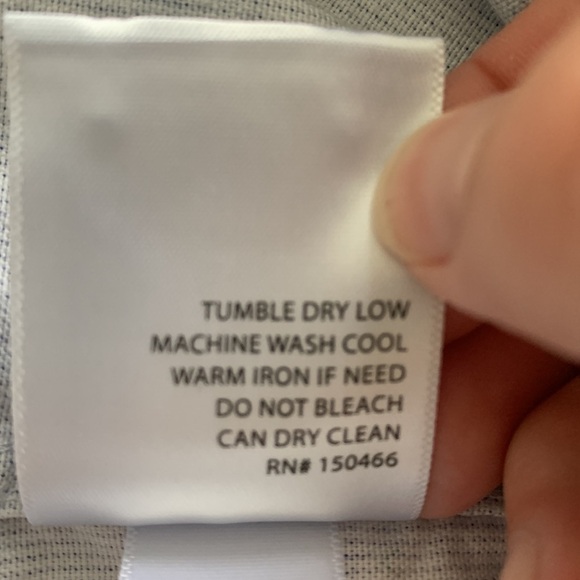 TUMBLE DRY LOW
MACHINE WASH COOL
WARM IRON IF NEED
DO NOT BLEACH
CAN DRY CLEAN
RN# 150466